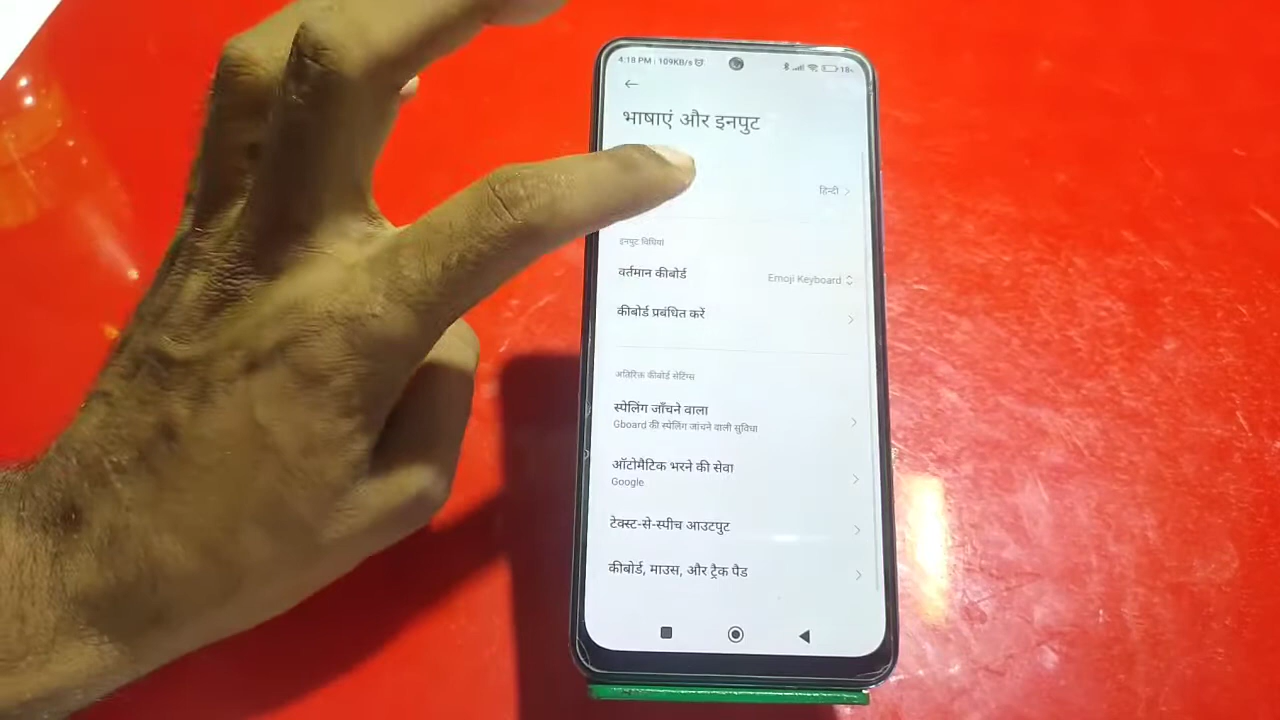 4:18 PM | 109KB/s
18
भाषाएं और इनपुट
हिन्दी
इनपुट विधियां
वर्तमान कीबोर्ड
Emoji Keyboard
कीबोर्ड प्रबंधित करें
अतिरिक्त कीबोर्ड सेटिंग्स
स्पेलिंग जाँचने वाला
Gboard की स्पेलिंग जांचने वाली सुविधा
ऑटोमैटिक भरने की सेवा
Google
टेक्स्ट-से-स्पीच आउटपुट
कीबोर्ड, माउस, और ट्रैक पैड